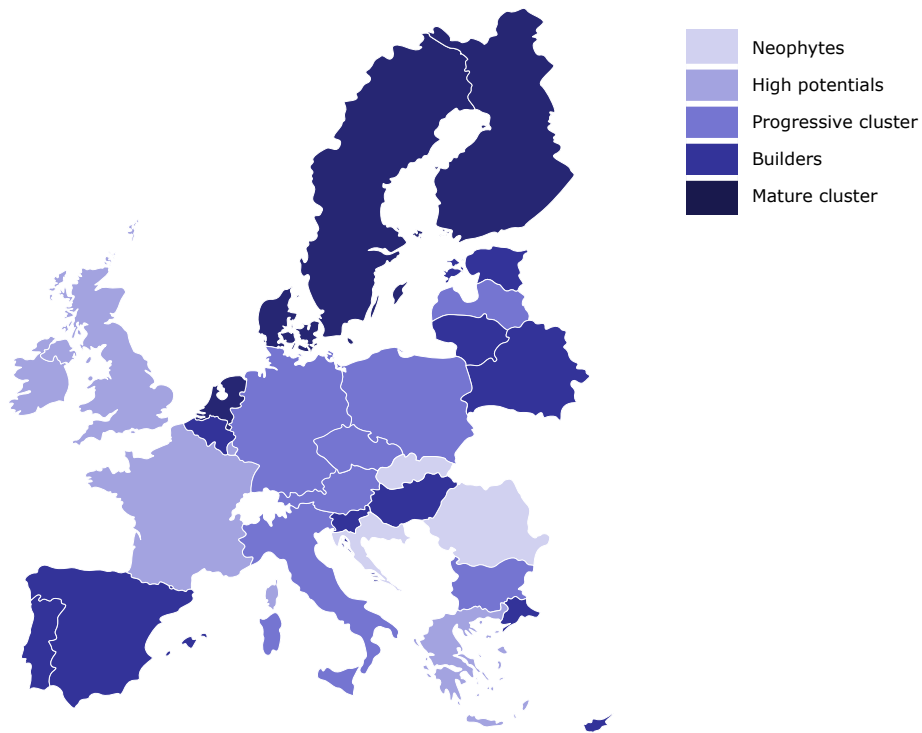 Neophytes
High potentials
Progressive cluster
Builders
Mature cluster